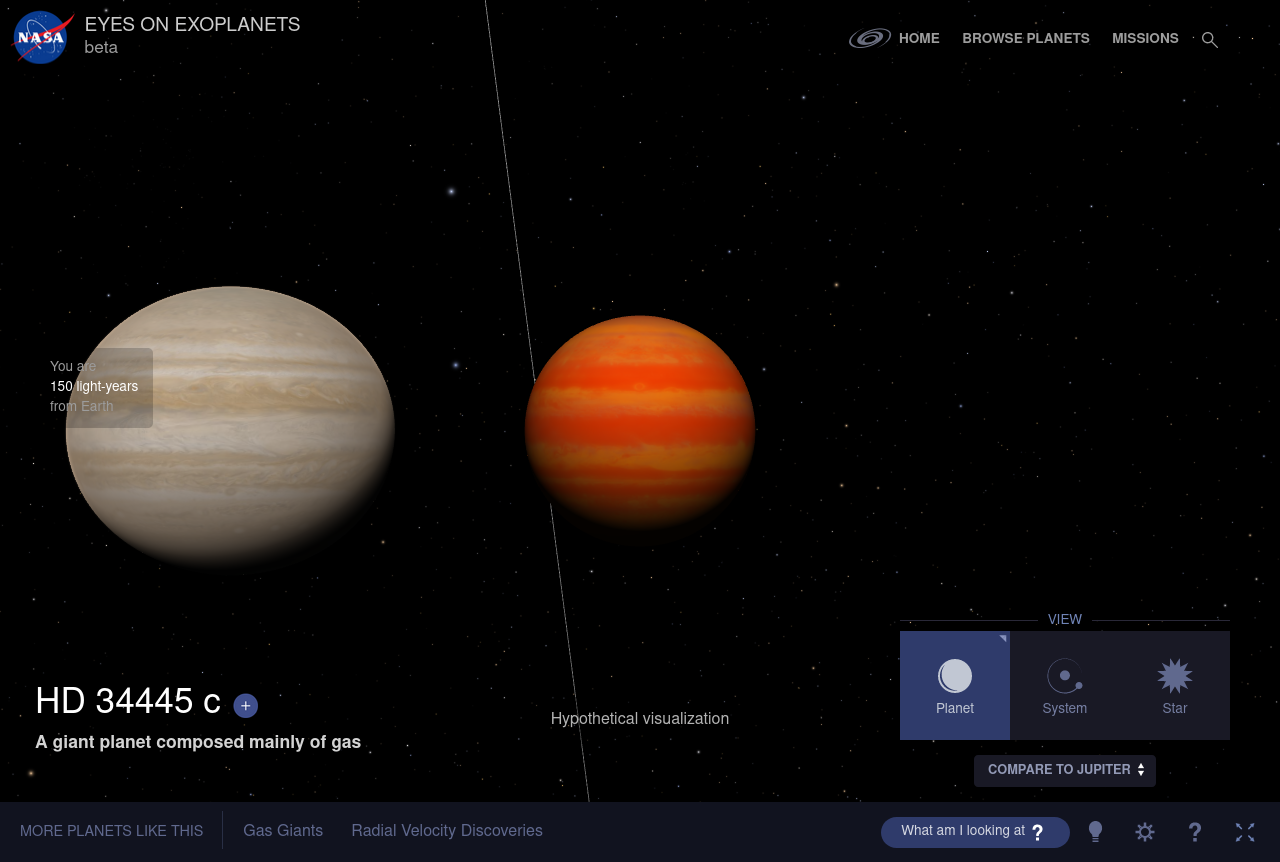 NASA
EYES ON EXOPLANETS
beta
HOME
BROWSE PLANETS
MISSIONS
You are
150 light-years
from Earth
VIEW
Planet
System
Star
HD 34445 c +
Hypothetical visualization
A giant planet composed mainly of gas
COMPARE TO JUPITER
MORE PLANETS LIKE THIS
Gas Giants
Radial Velocity Discoveries
What am I looking at ?
?